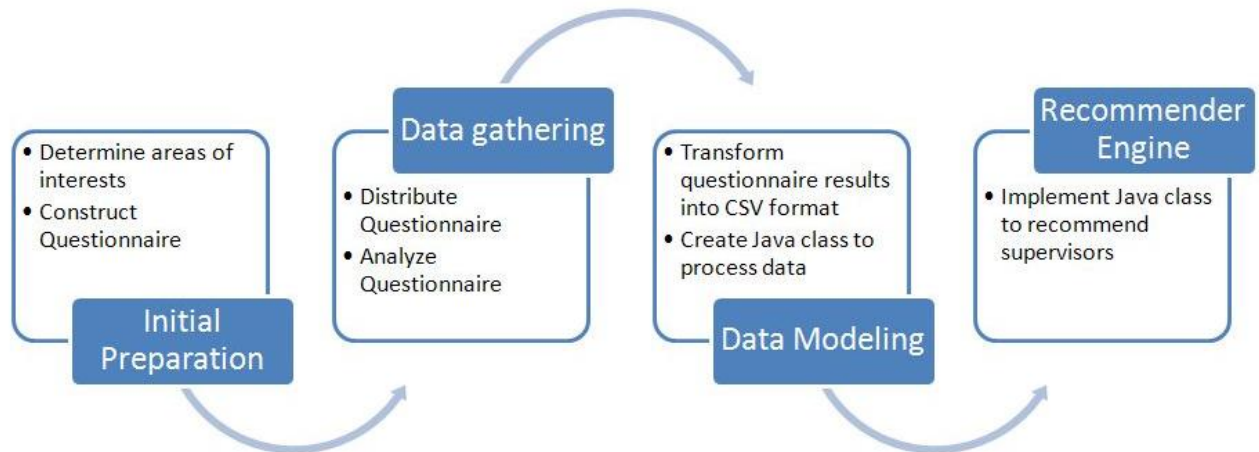 • Determine areas of
interests
• Construct
Questionnaire
Initial
Preparation
Data gathering
• Distribute
Questionnaire
• Analyze
Questionnaire
• Transform
questionnaire results
into CSV format
• Create Java class to
process data
Data Modeling
Recommender
Engine
• Implement Java class
to recommend
supervisors